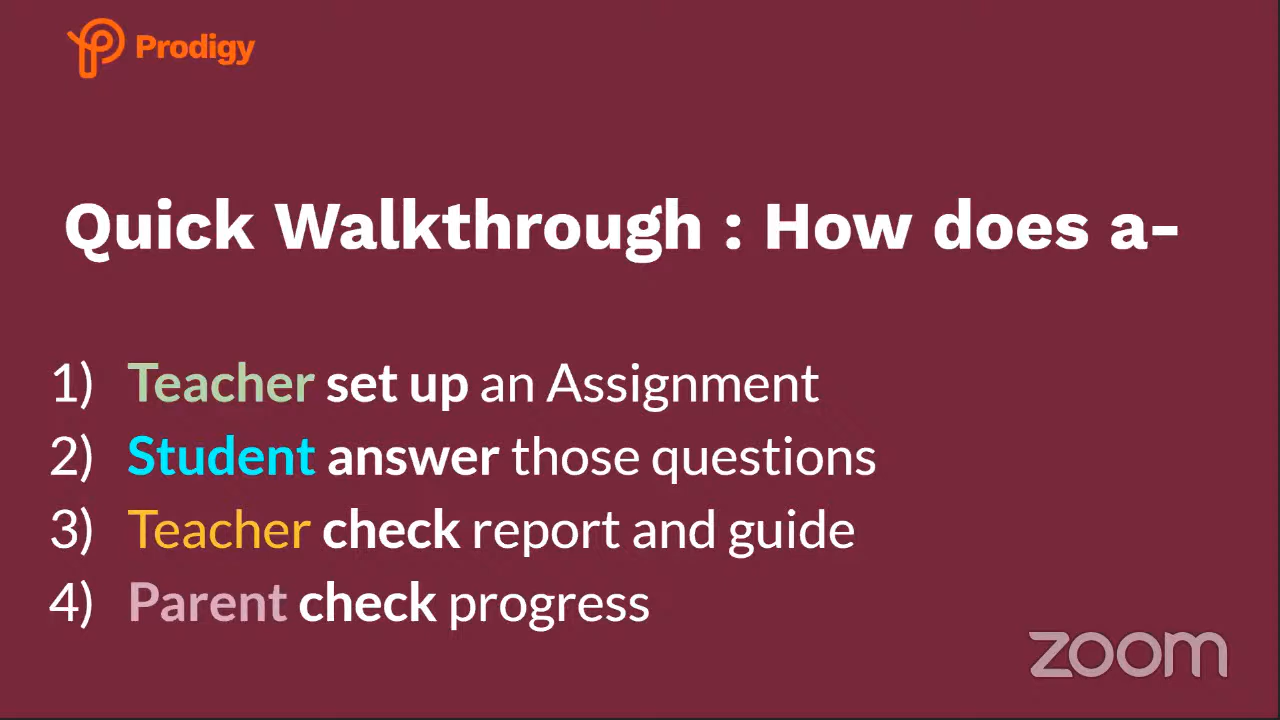 Prodigy
Quick Walkthrough : How does a-
1) Teacher set up an Assignment
2) Student answer those questions
3) Teacher check report and guide
4) Parent check progress
zoom